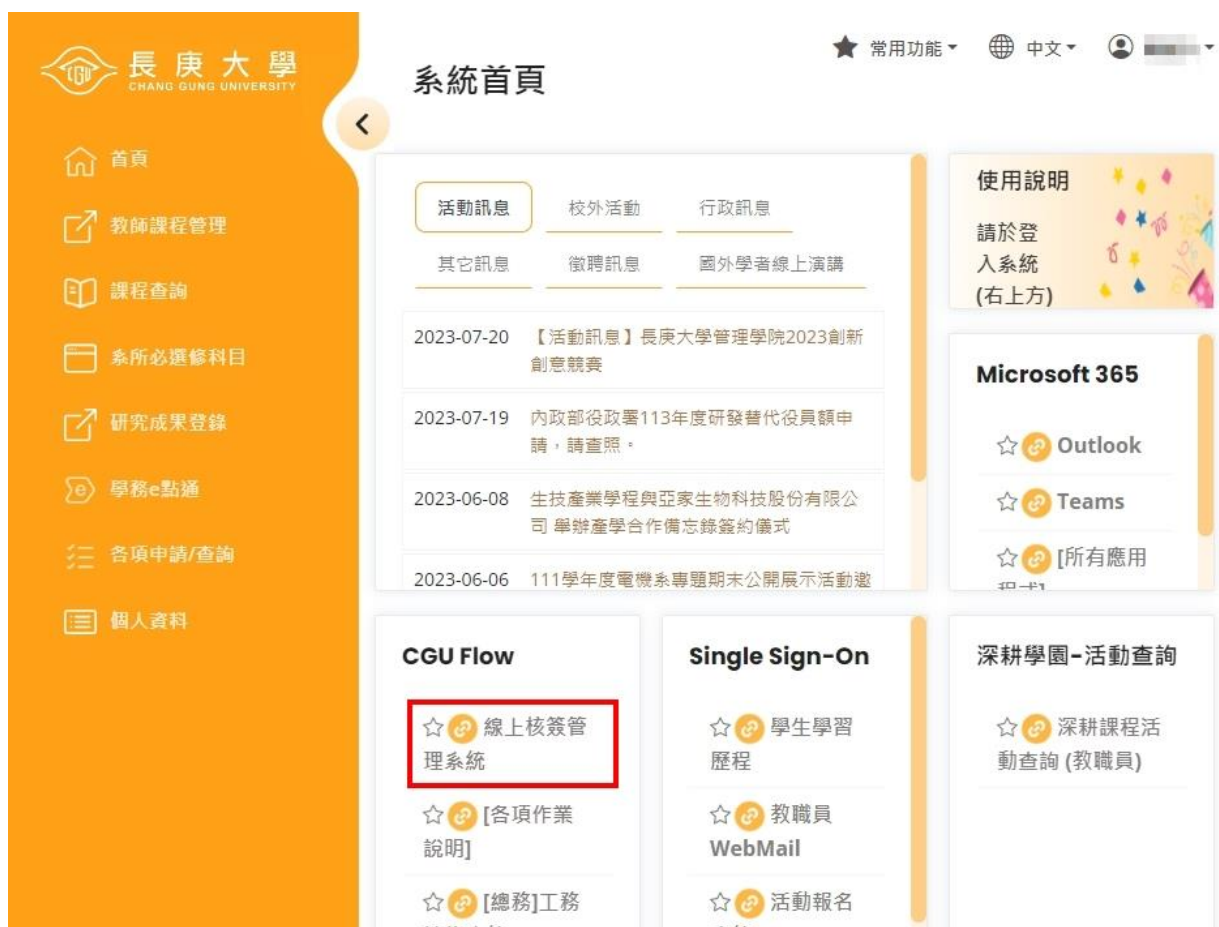 長庚大學
CHANG GUNG UNIVERSITY
首頁
教師課程管理
課程查詢
系所必選修科目
研究成果登錄
學務e點通
各項申請/查詢
個人資料
系統首頁
常用功能
中文
活動訊息
校外活動
行政訊息
其它訊息
徵聘訊息
國外學者線上演講
2023-07-20 【活動訊息】長庚大學管理學院2023創新
創意競賽
2023-07-19 內政部役政署113年度研發替代役員額申
請，請查照。
2023-06-08 生技產業學程與亞家生物科技股份有限公
司 舉辦產學合作備忘錄簽約儀式
2023-06-06 111學年度電機系專題期末公開展示活動邀
使用說明
請於登
入系統
(右上方)
Microsoft 365
Outlook
Teams
[所有應用
程式]
CGU Flow
線上核簽管
理系統
[各項作業
說明]
[總務]工務
Single Sign-On
學生學習
歷程
教職員
WebMail
活動報名
深耕學園-活動查詢
深耕課程活
動查詢 (教職員)